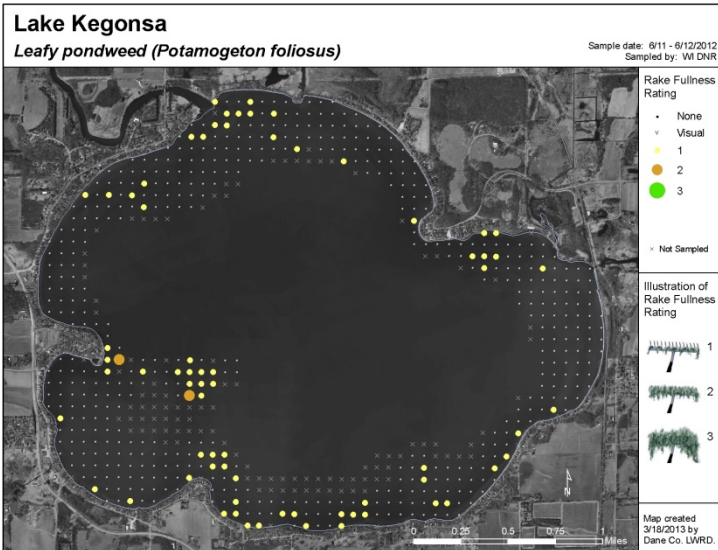 Lake Kegonsa
Leafy pondweed (Potamogeton foliosus)
Sample date: 6/11 - 6/12/2012
Sampled by: WI DNR
Rake Fullness
Rating
None
Visual
1
2
3
Not Sampled
Illustration of
Rake Fullness
Rating
1
2
3
N
0 0.25 0.5 0.75 1
Miles
Map created
3/18/2013 by
Dane Co. LWRD.